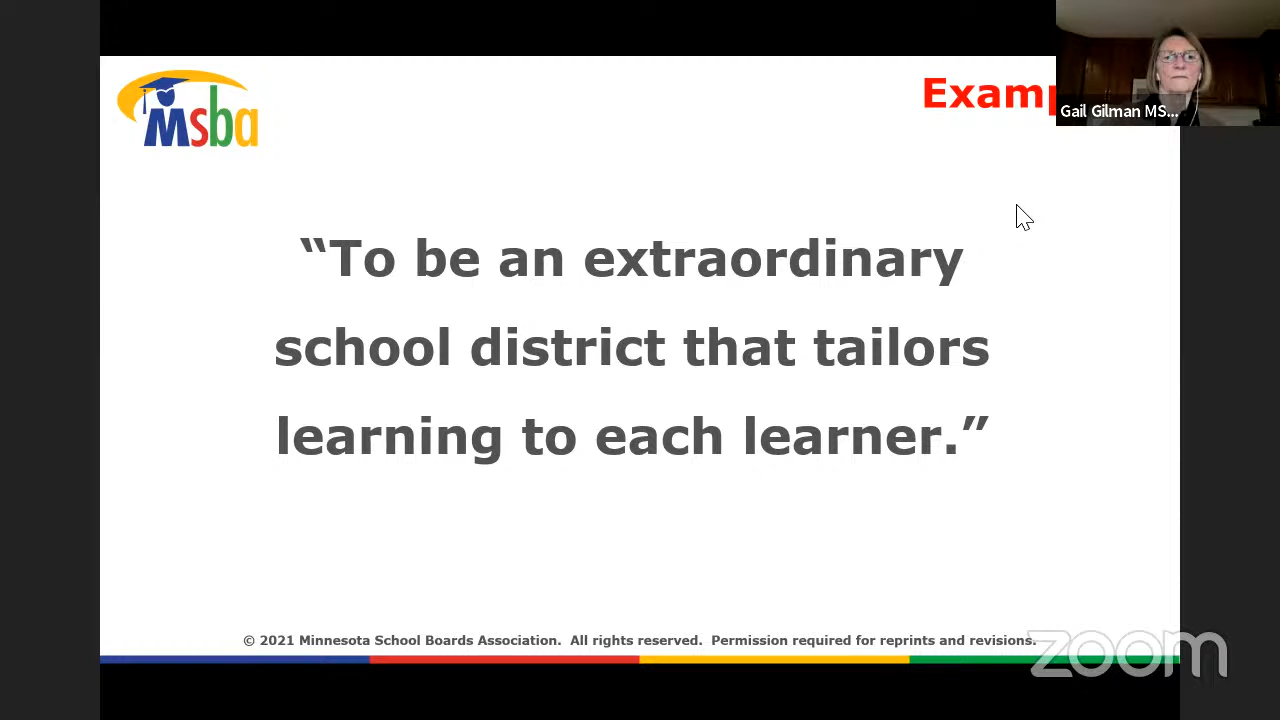 msba
Gail Gilman MS...
“To be an extraordinary
school district that tailors
learning to each learner.”
© 2021 Minnesota School Boards Association. All rights reserved. Permission required for reprints and revisions.
zoom